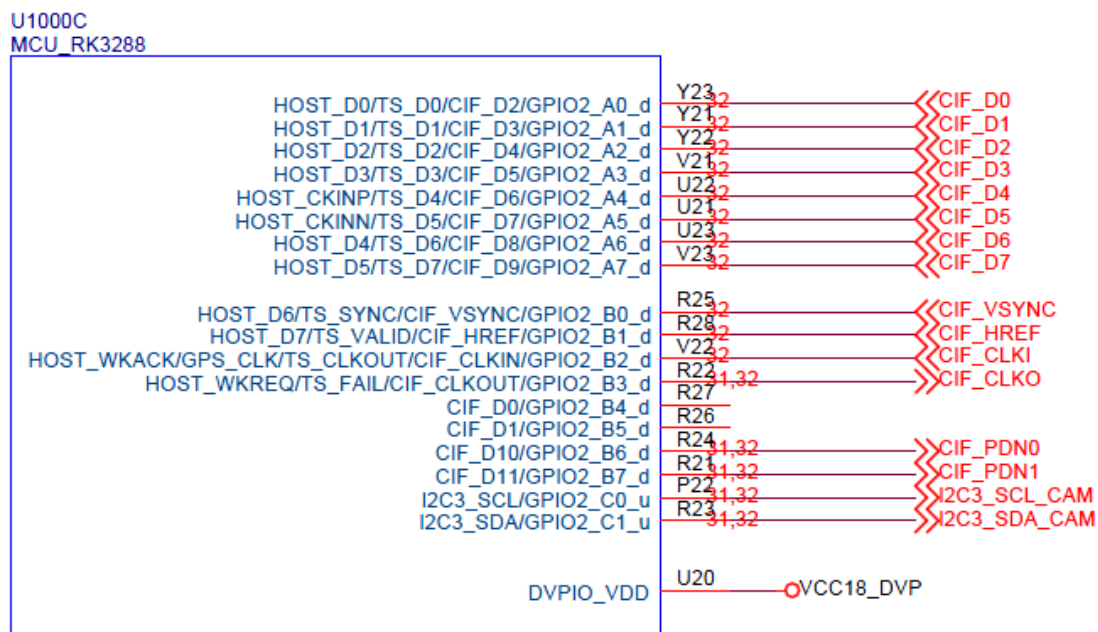 U1000C
MCU_RK3288
HOST_D0/TS_D0/CIF_D2/GPIO2_A0_d Y23 32 CIF_D0
HOST_D1/TS_D1/CIF_D3/GPIO2_A1_d Y21 32 CIF_D1
HOST_D2/TS_D2/CIF_D4/GPIO2_A2_d Y22 32 CIF_D2
HOST_D3/TS_D3/CIF_D5/GPIO2_A3_d V21 32 CIF_D3
HOST_CKINP/TS_D4/CIF_D6/GPIO2_A4_d U22 32 CIF_D4
HOST_CKINN/TS_D5/CIF_D7/GPIO2_A5_d U21 32 CIF_D5
HOST_D4/TS_D6/CIF_D8/GPIO2_A6_d U23 32 CIF_D6
HOST_D5/TS_D7/CIF_D9/GPIO2_A7_d V23 32 CIF_D7
HOST_D6/TS_SYNC/CIF_VSYNC/GPIO2_B0_d R25 32 CIF_VSYNC
HOST_D7/TS_VALID/CIF_HREF/GPIO2_B1_d R28 32 CIF_HREF
HOST_WKACK/GPS_CLK/TS_CLKOUT/CIF_CLKIN/GPIO2_B2_d V22 32 CIF_CLKI
HOST_WKREQ/TS_FAIL/CIF_CLKOUT/GPIO2_B3_d R22 31,32 CIF_CLKO
CIF_D0/GPIO2_B4_d R27
CIF_D1/GPIO2_B5_d R26
CIF_D10/GPIO2_B6_d R24 31,32 CIF_PDN0
CIF_D11/GPIO2_B7_d R21 31,32 CIF_PDN1
I2C3_SCL/GPIO2_C0_u P22 31,32 I2C3_SCL_CAM
I2C3_SDA/GPIO2_C1_u R23 31,32 I2C3_SDA_CAM
DVPIO_VDD U20 VCC18_DVP